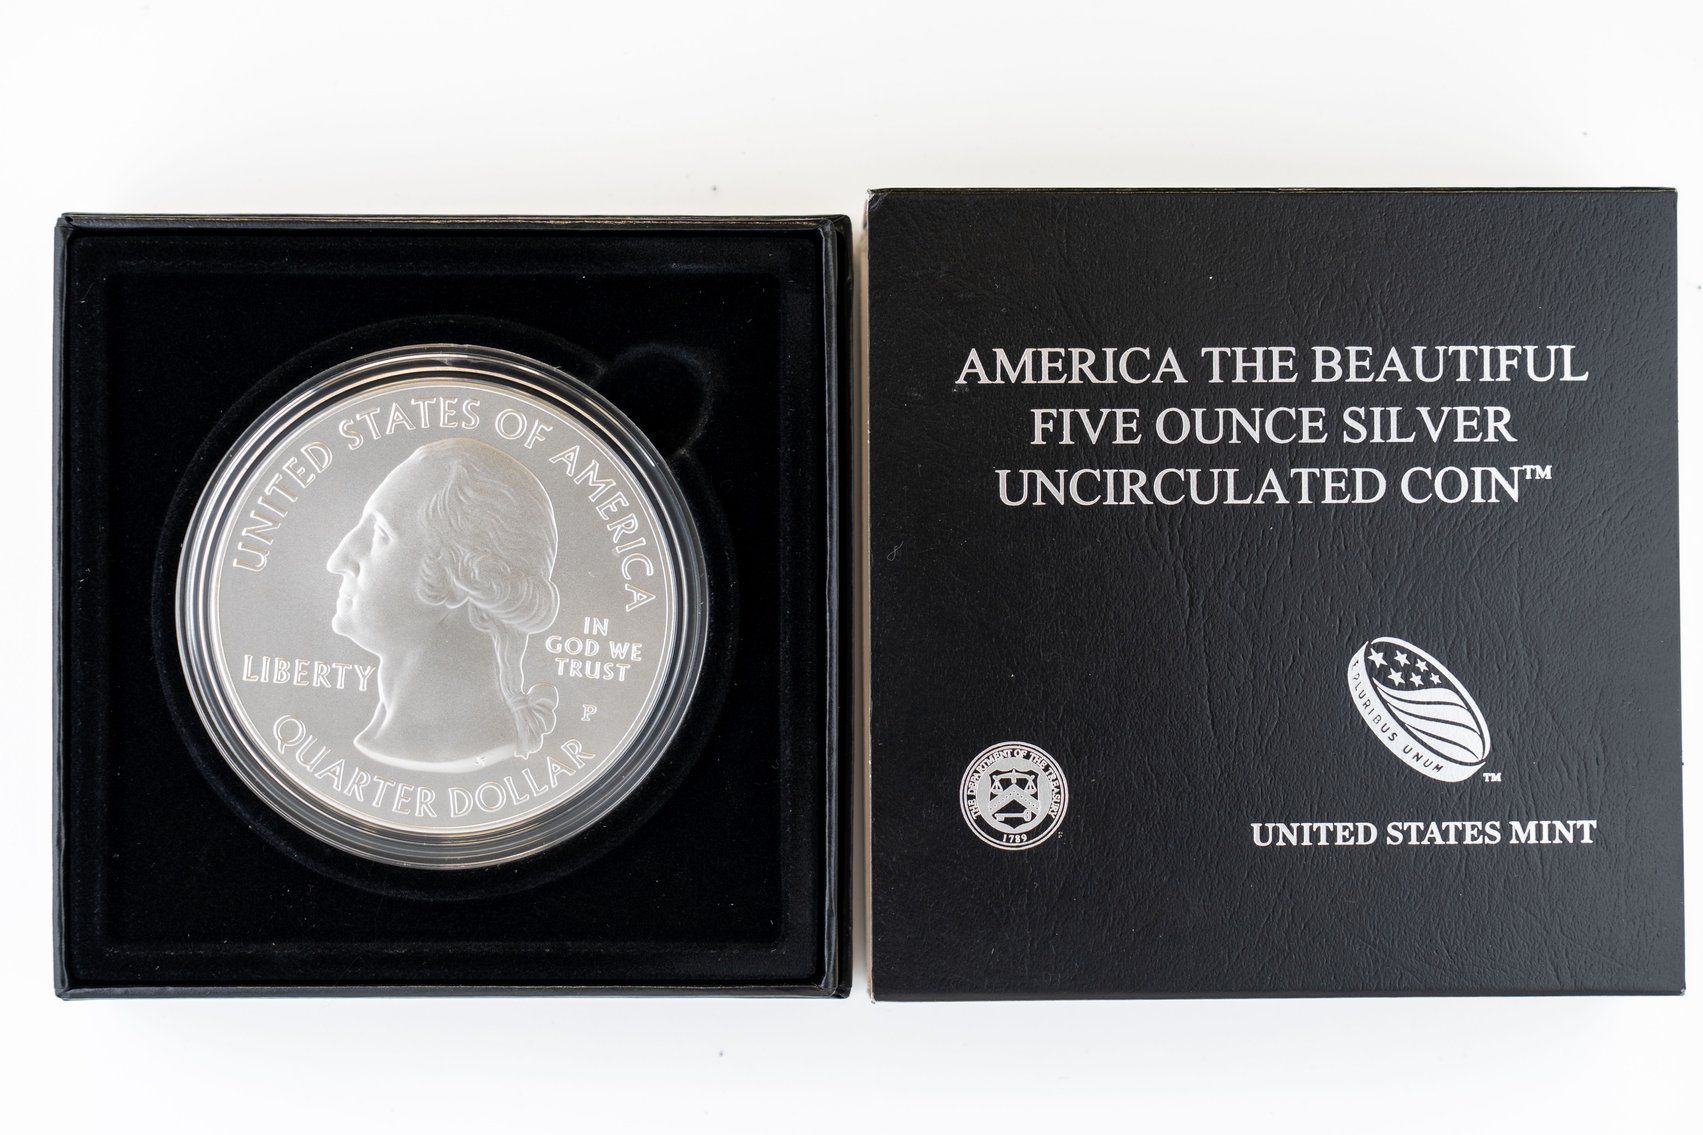 UNITED STATES OF AMERICA
LIBERTY
IN
GOD WE
TRUST
P
JF
QUARTER DOLLAR
AMERICA THE BEAUTIFUL
FIVE OUNCE SILVER
UNCIRCULATED COIN™
E PLURIBUS UNUM
™
THE DEPARTMENT OF THE TREASURY
1789
UNITED STATES MINT